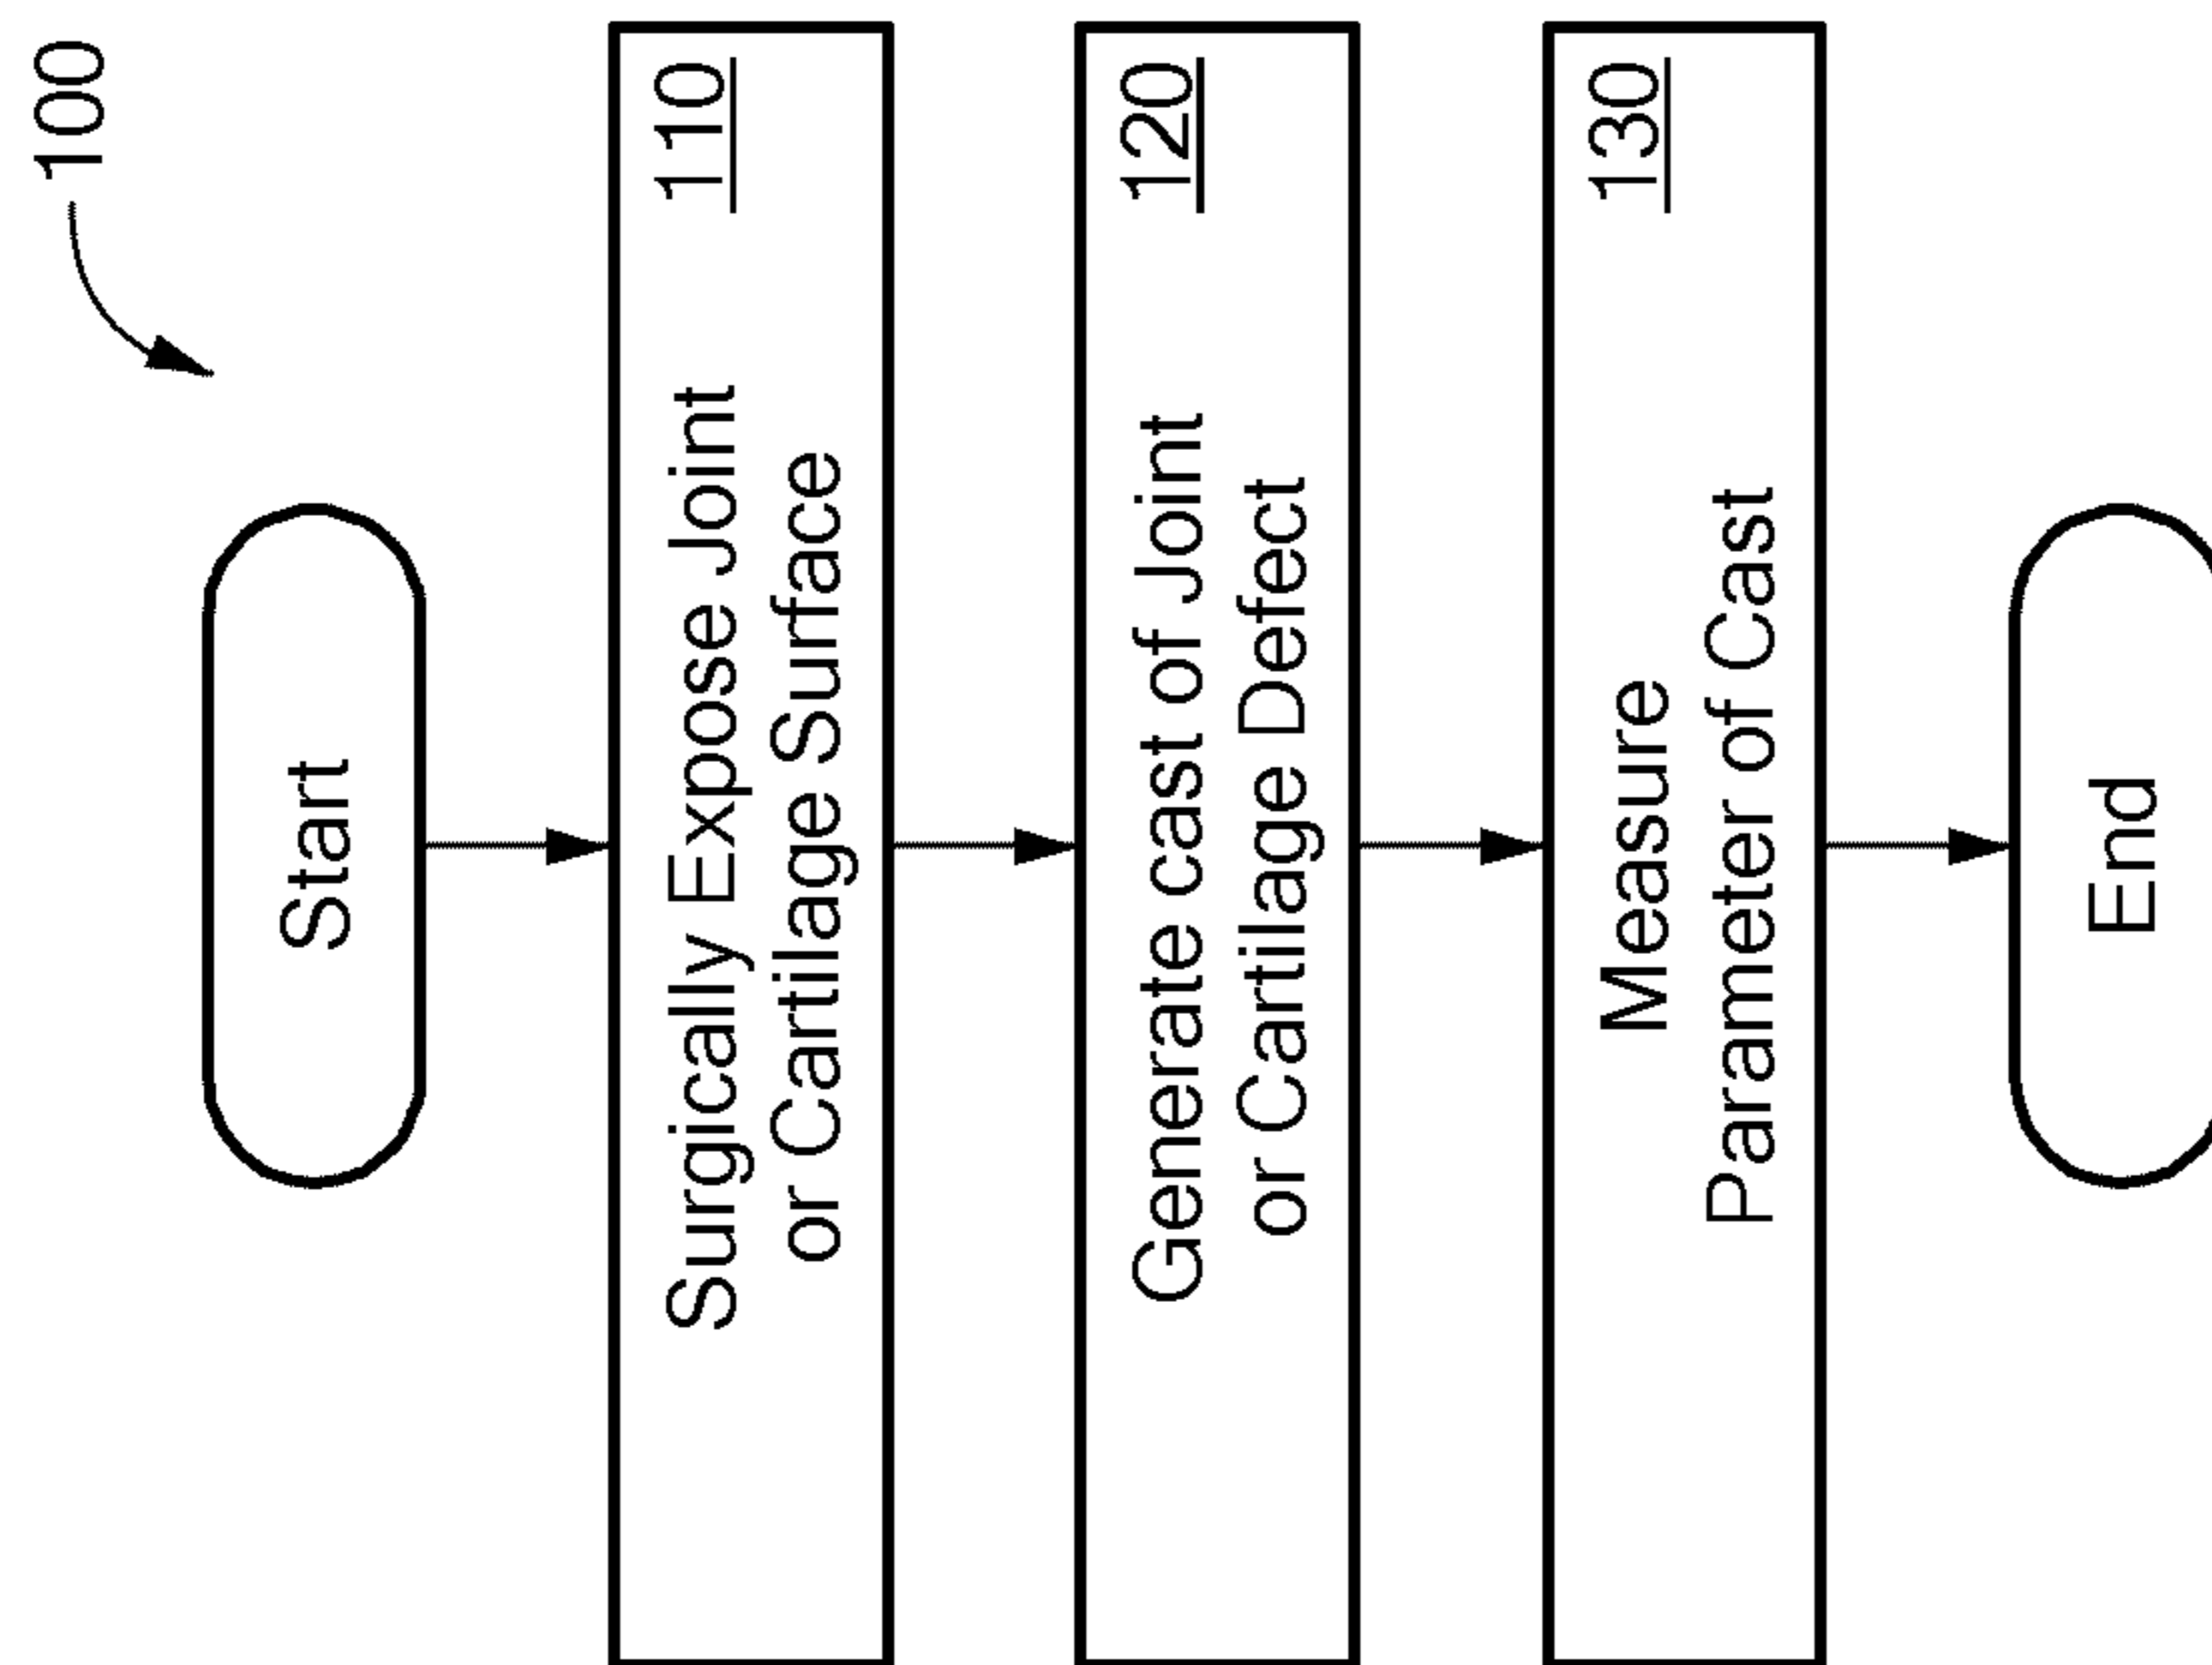 100
Start
Surgically Expose Joint
or Cartilage Surface
110
Generate cast of Joint
or Cartilage Defect
120
Measure
Parameter of Cast
130
End